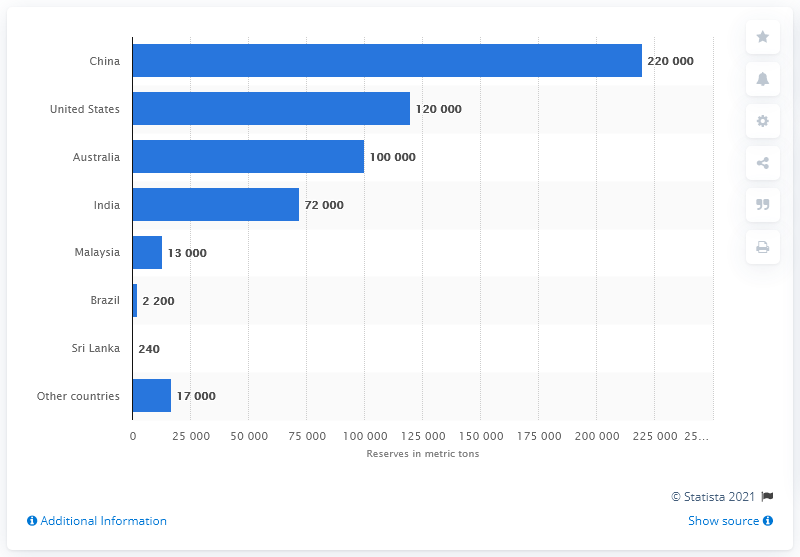 China 220 000
United States 120 000
Australia 100 000
India 72 000
Malaysia 13 000
Brazil 2 200
Sri Lanka 240
Other countries 17 000
0 25 000 50 000 75 000 100 000 125 000 150 000 175 000 200 000 225 000 25...
Reserves in metric tons
© Statista 2021
Additional Information Show source